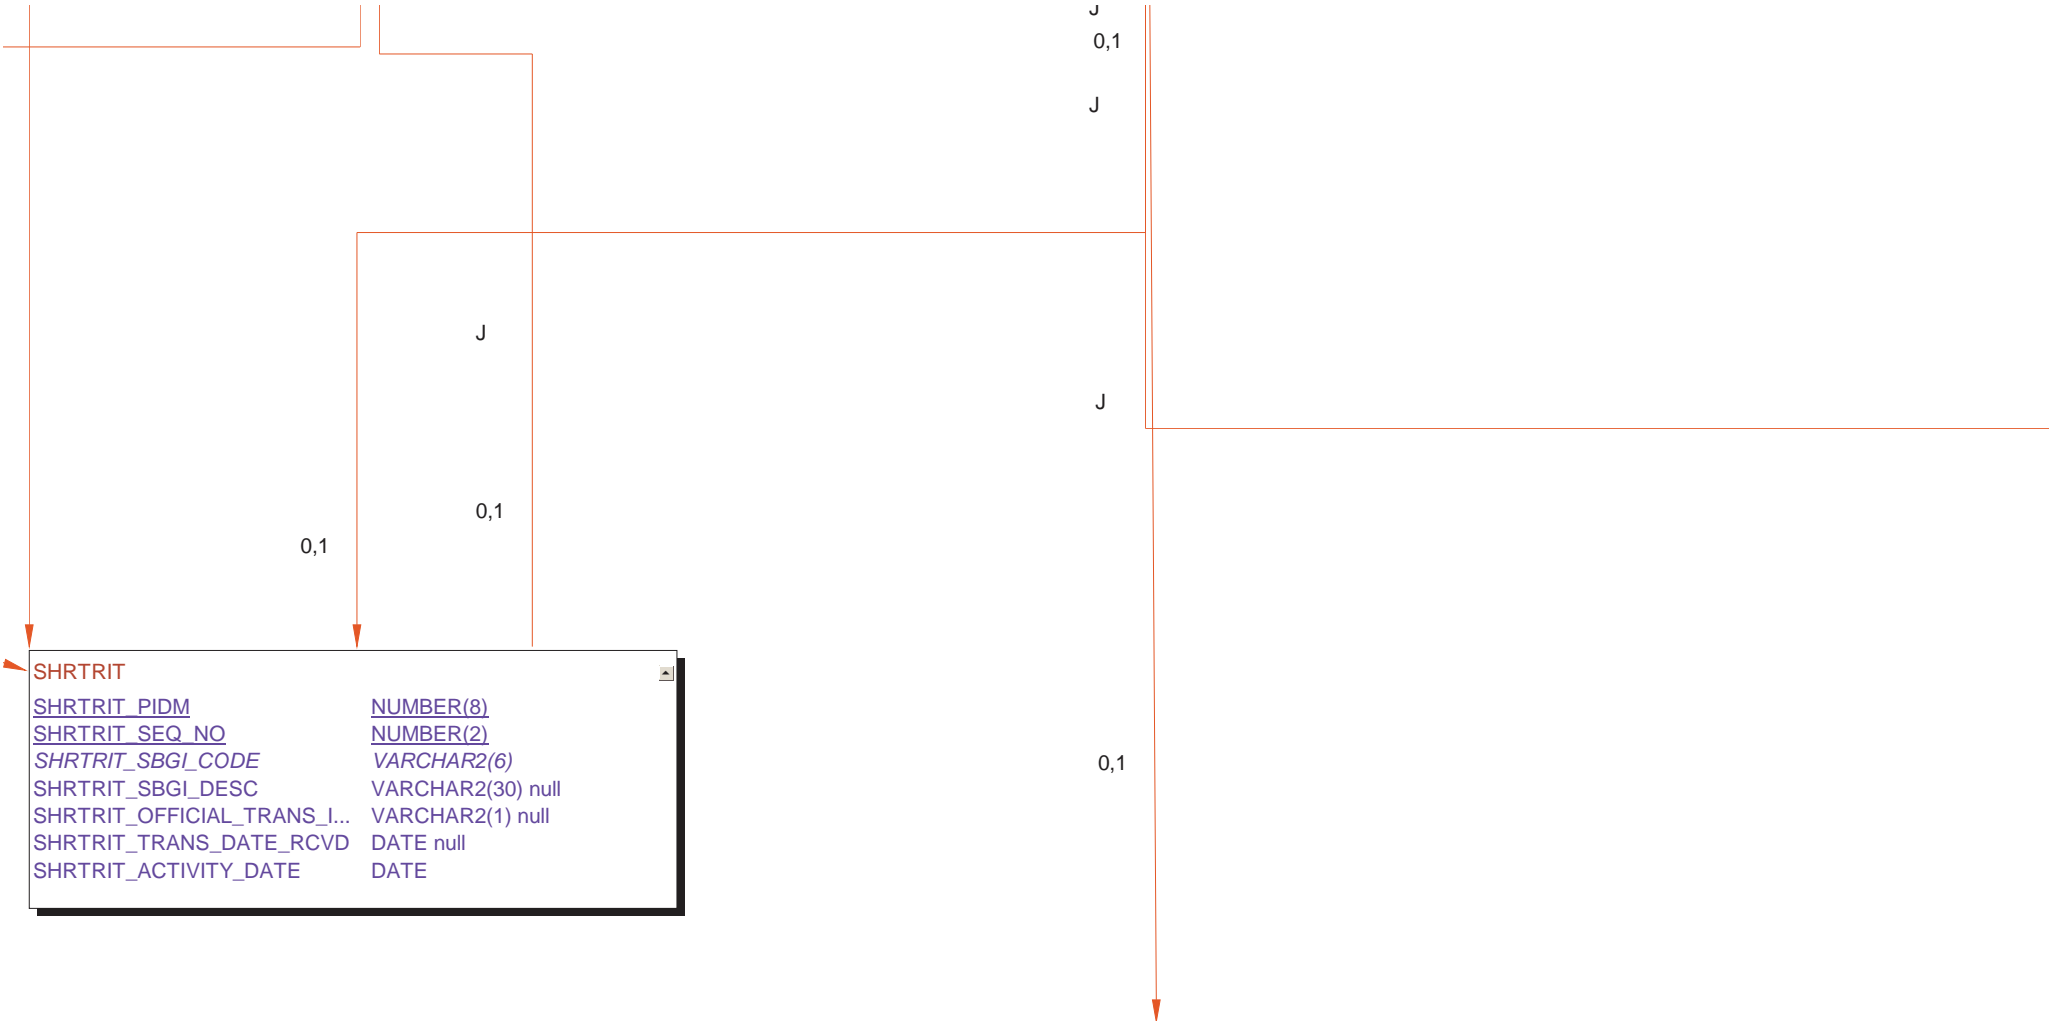 J
0,1
J
J
J
0,1
0,1
SHRTRIT
SHRTRIT_PIDM NUMBER(8)
SHRTRIT_SEQ_NO NUMBER(2)
SHRTRIT_SBGI_CODE VARCHAR2(6)
SHRTRIT_SBGI_DESC VARCHAR2(30) null
SHRTRIT_OFFICIAL_TRANS_I... VARCHAR2(1) null
SHRTRIT_TRANS_DATE_RCVD DATE null
SHRTRIT_ACTIVITY_DATE DATE
0,1